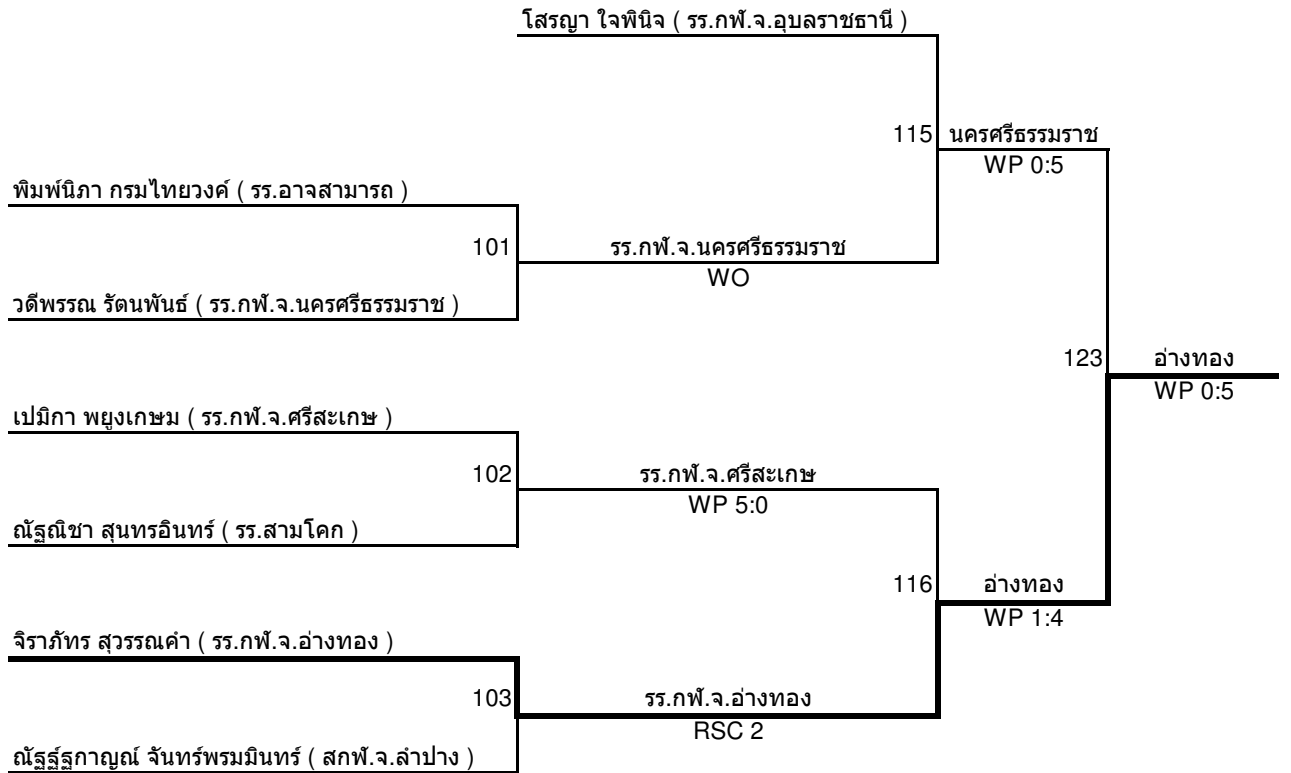 โสรญา ใจพินิจ ( รร.กฬ.จ.อุบลราชธานี )
115 นครศรีธรรมราช
WP 0:5
พิมพ์นิภา กรมไทยวงค์ ( รร.อาจสามารถ )
101 รร.กฬ.จ.นครศรีธรรมราช
WO
วดีพรรณ รัตนพันธ์ ( รร.กฬ.จ.นครศรีธรรมราช )
123 อ่างทอง
WP 0:5
เปมิกา พยูงเกษม ( รร.กฬ.จ.ศรีสะเกษ )
102 รร.กฬ.จ.ศรีสะเกษ
WP 5:0
ณัฐณิชา สุนทรอินทร์ ( รร.สามโคก )
116 อ่างทอง
WP 1:4
จิราภัทร สุวรรณคำ ( รร.กฬ.จ.อ่างทอง )
103 รร.กฬ.จ.อ่างทอง
RSC 2
ณัฐฐ์ฐกาญณ์ จันทร์พรมมินทร์ ( สกฬ.จ.ลำปาง )